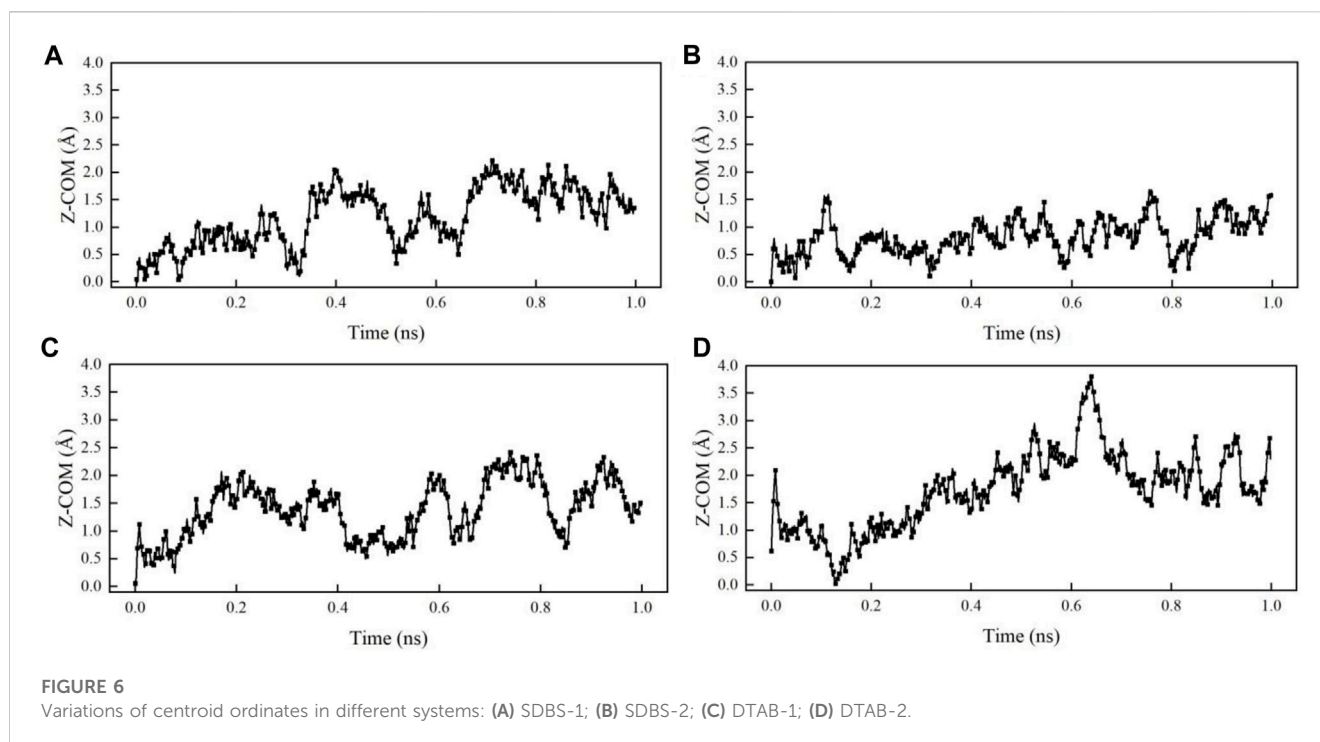 A
4.0
3.5
3.0
2.5
2.0
1.5
1.0
0.5
0.0
Z-COM (Å)
0.0 0.2 0.4 0.6 0.8 1.0
Time (ns)
B
4.0
3.5
3.0
2.5
2.0
1.5
1.0
0.5
0.0
Z-COM (Å)
0.0 0.2 0.4 0.6 0.8 1.0
Time (ns)
C
4.0
3.5
3.0
2.5
2.0
1.5
1.0
0.5
0.0
Z-COM (Å)
0.0 0.2 0.4 0.6 0.8 1.0
Time (ns)
D
4.0
3.5
3.0
2.5
2.0
1.5
1.0
0.5
0.0
Z-COM (Å)
0.0 0.2 0.4 0.6 0.8 1.0
Time (ns)
FIGURE 6
Variations of centroid ordinates in different systems: (A) SDBS-1; (B) SDBS-2; (C) DTAB-1; (D) DTAB-2.